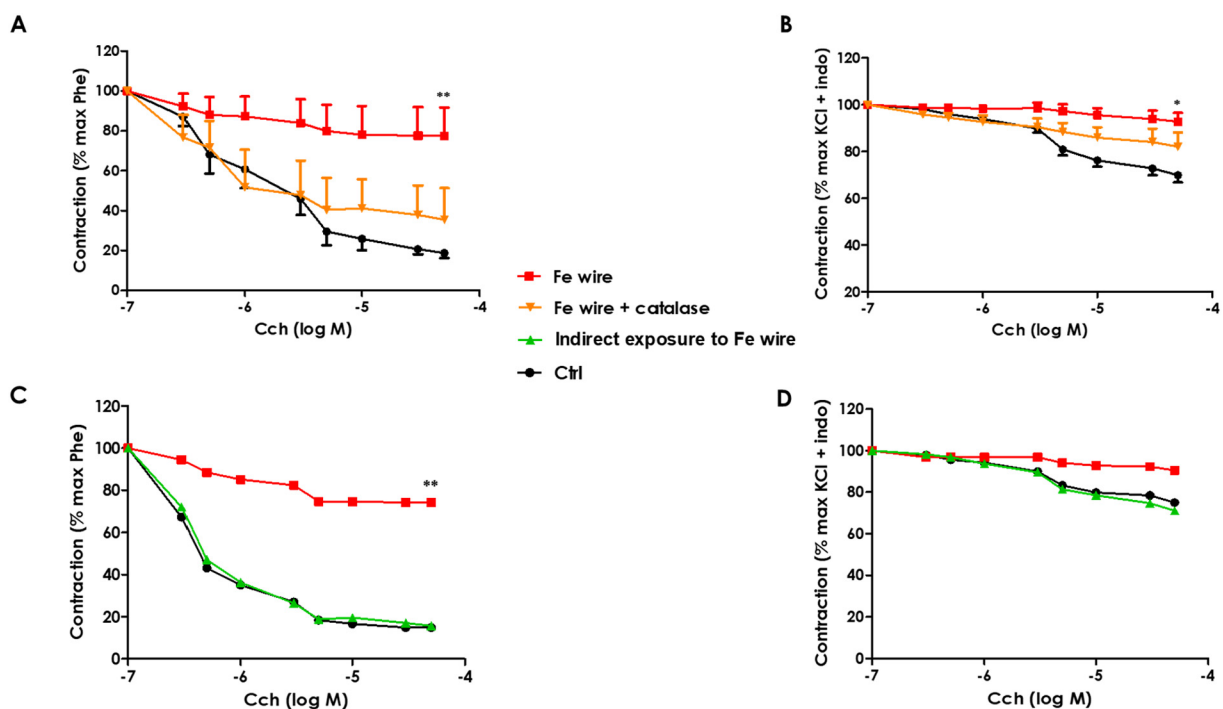 A
Contraction (% max Phe)
120
100
80
60
40
20
0
**
-7
-6
-5
-4
Cch (log M)
B
Contraction (% max KCl + indo)
120
100
80
60
40
20
*
-7
-6
-5
-4
Cch (log M)
Fe wire
Fe wire + catalase
Indirect exposure to Fe wire
Ctrl
C
Contraction (% max Phe)
120
100
80
60
40
20
0
**
-7
-6
-5
-4
Cch (log M)
D
Contraction (% max KCl + indo)
120
100
80
60
40
20
0
-7
-6
-5
-4
Cch (log M)